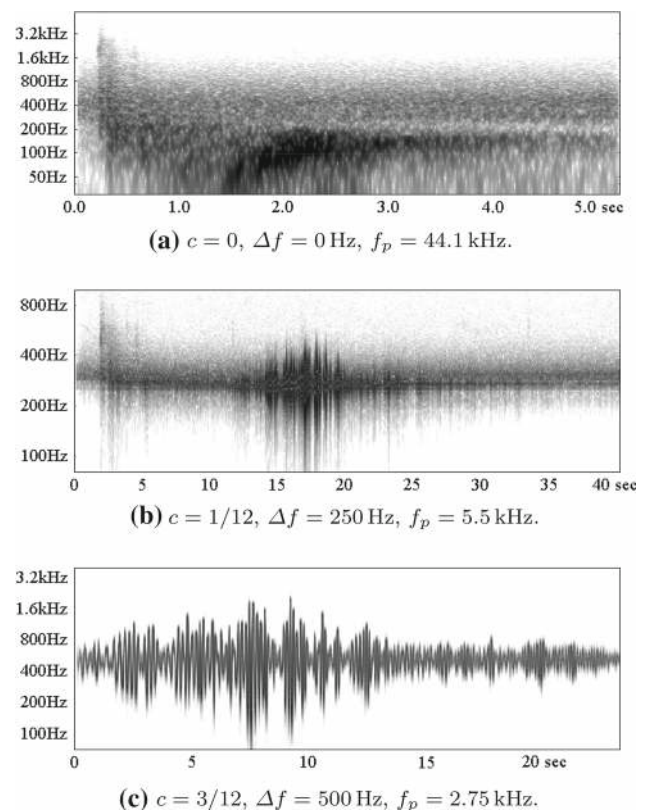 3.2kHz
1.6kHz
800Hz
400Hz
200Hz
100Hz
50Hz
0.0 1.0 2.0 3.0 4.0 5.0 sec
(a) c = 0, Δf = 0 Hz, f_p = 44.1 kHz.
800Hz
400Hz
200Hz
100Hz
0 5 10 15 20 25 30 35 40 sec
(b) c = 1/12, Δf = 250 Hz, f_p = 5.5 kHz.
3.2kHz
1.6kHz
800Hz
400Hz
200Hz
100Hz
0 5 10 15 20 sec
(c) c = 3/12, Δf = 500 Hz, f_p = 2.75 kHz.